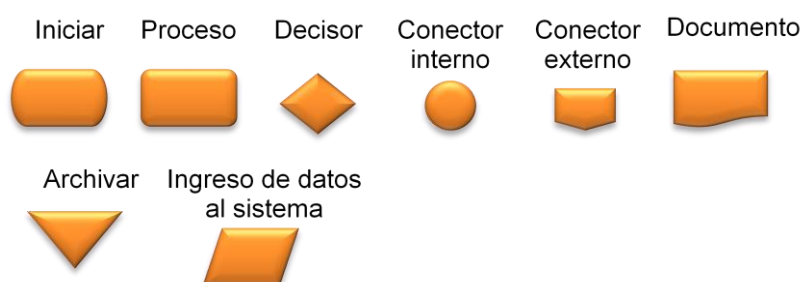 Iniciar Proceso Decisor Conector interno Conector externo Documento
Archivar Ingreso de datos al sistema